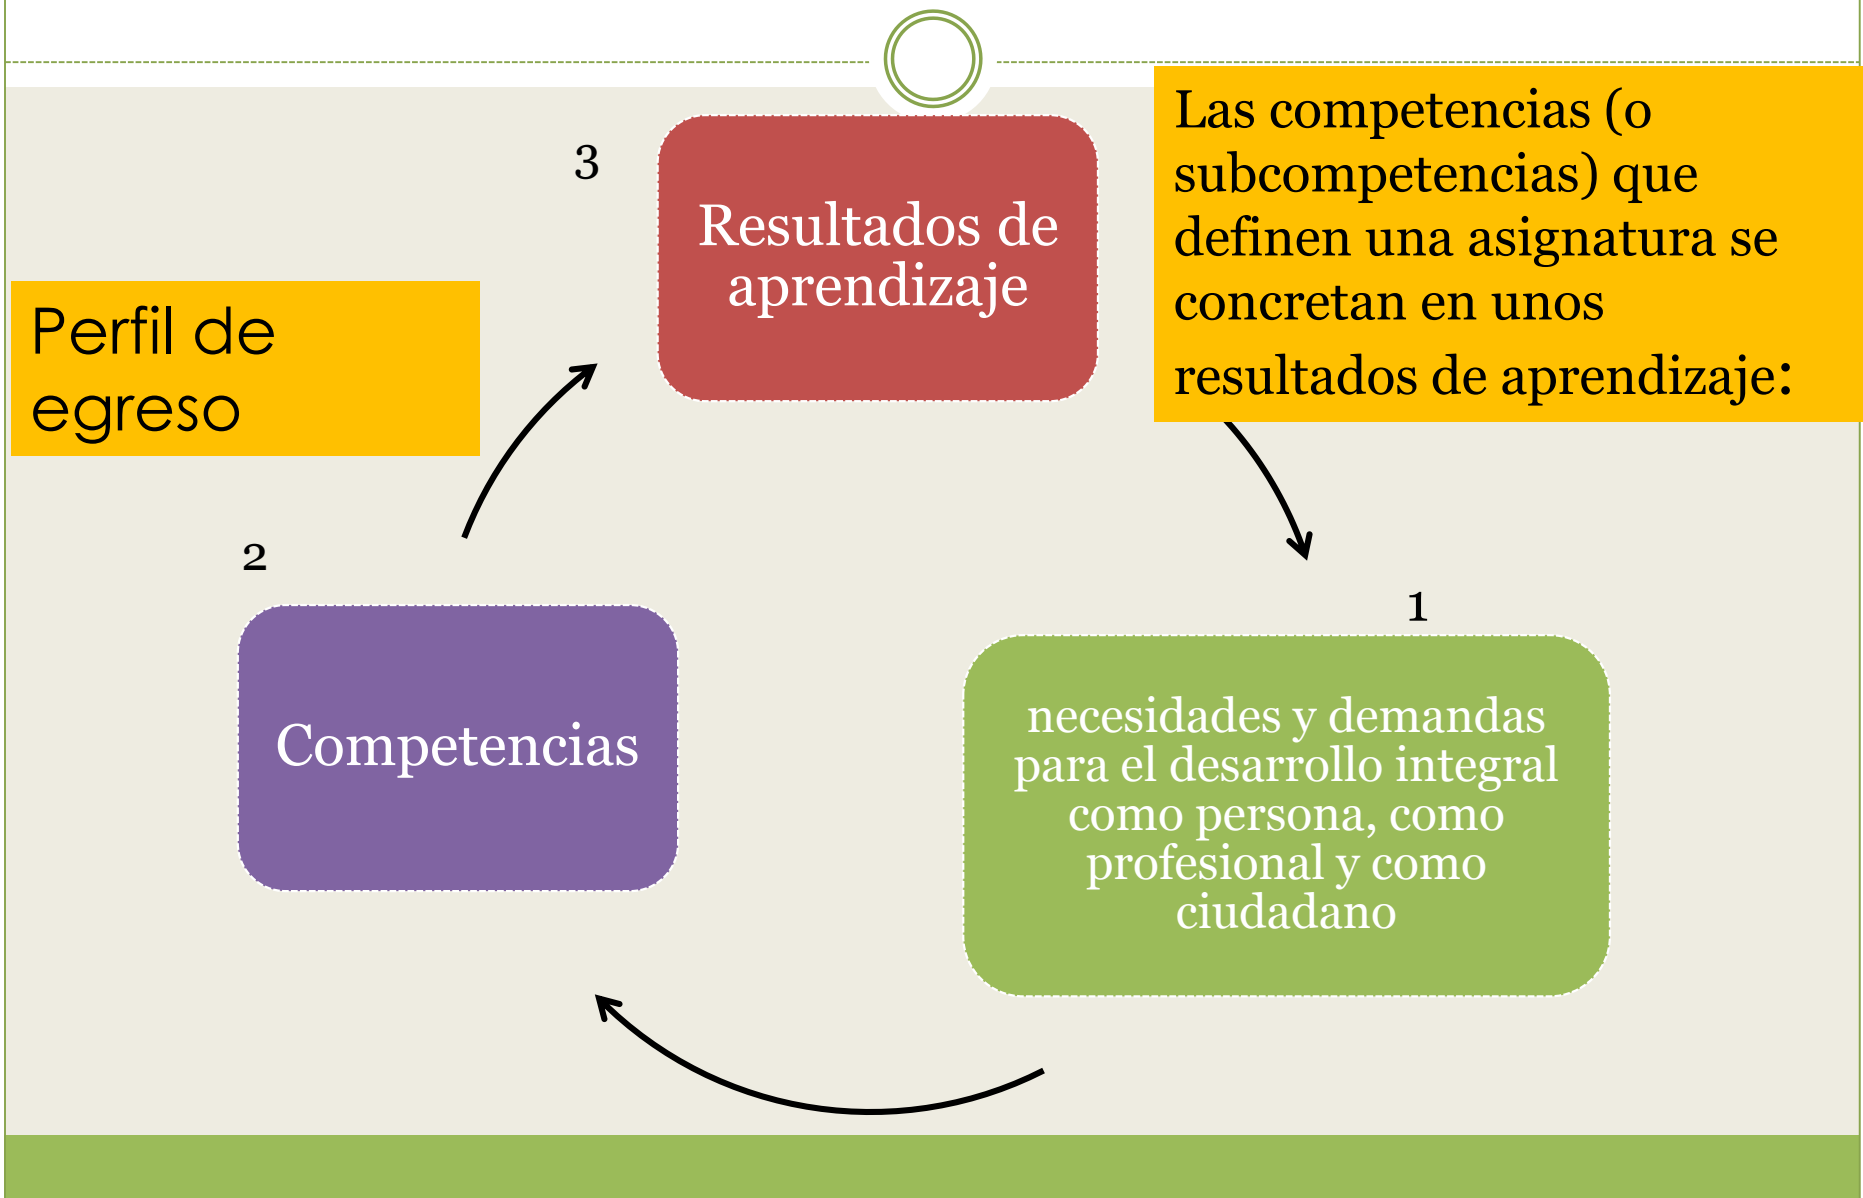 3
Resultados de
aprendizaje
Las competencias (o
subcompetencias) que
definen una asignatura se
concretan en unos
resultados de aprendizaje:
Perfil de
egreso
2
Competencias
1
necesidades y demandas
para el desarrollo integral
como persona, como
profesional y como
ciudadano